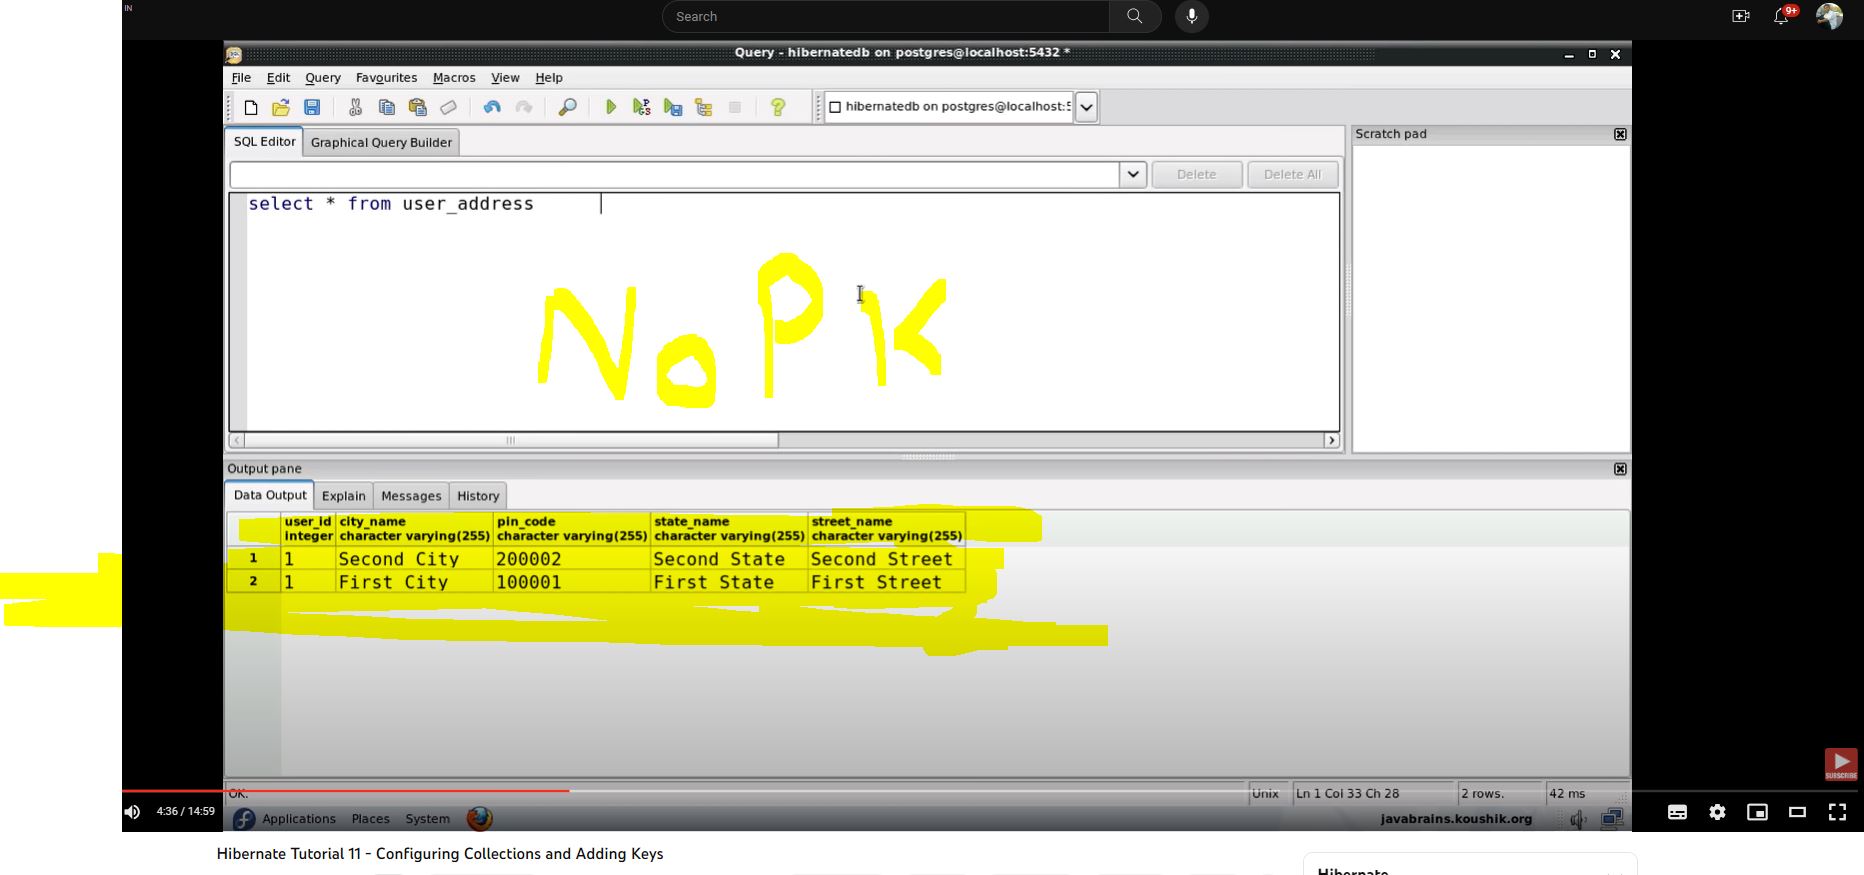 IN
Search
9+
Query - hibernatedb on postgres@localhost:5432 *
File Edit Query Favourites Macros View Help
hibernatedb on postgres@localhost:5
SQL Editor Graphical Query Builder
Scratch pad
Delete Delete All
select * from user_address
No PK
Output pane
Data Output Explain Messages History
user_id city_name pin_code state_name street_name
integer character varying(255) character varying(255) character varying(255) character varying(255)
1 1 Second City 200002 Second State Second Street
2 1 First City 100001 First State First Street
SUBSCRIBE
OK. Unix Ln 1 Col 33 Ch 28 2 rows. 42 ms
4:36 / 14:59 Applications Places System javabrains.koushik.org
Hibernate Tutorial 11 - Configuring Collections and Adding Keys
Hibernate